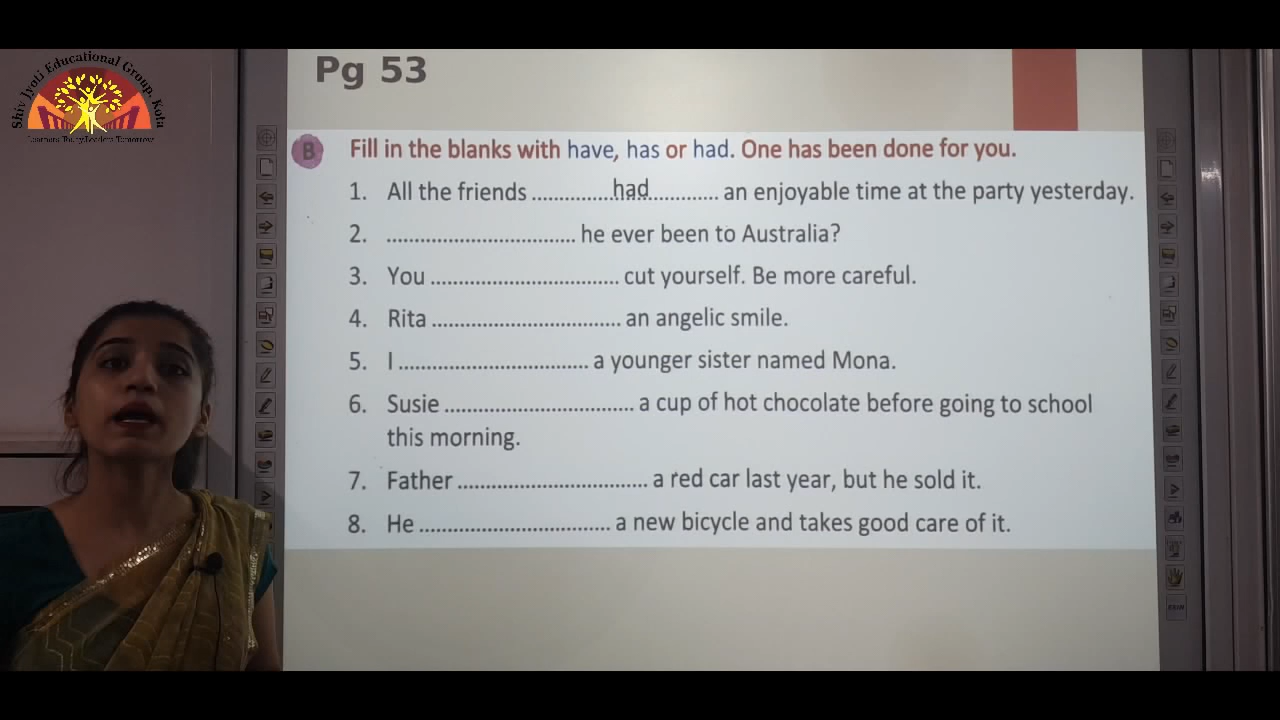 Shiv Jyoti Educational Group, Kota
Learners Today, Leaders Tomorrow
Pg 53
B Fill in the blanks with have, has or had. One has been done for you.
1. All the friends ................had.............. an enjoyable time at the party yesterday.
2. ................................... he ever been to Australia?
3. You ................................... cut yourself. Be more careful.
4. Rita ................................... an angelic smile.
5. I ................................... a younger sister named Mona.
6. Susie ................................... a cup of hot chocolate before going to school
this morning.
7. Father ................................... a red car last year, but he sold it.
8. He ................................... a new bicycle and takes good care of it.